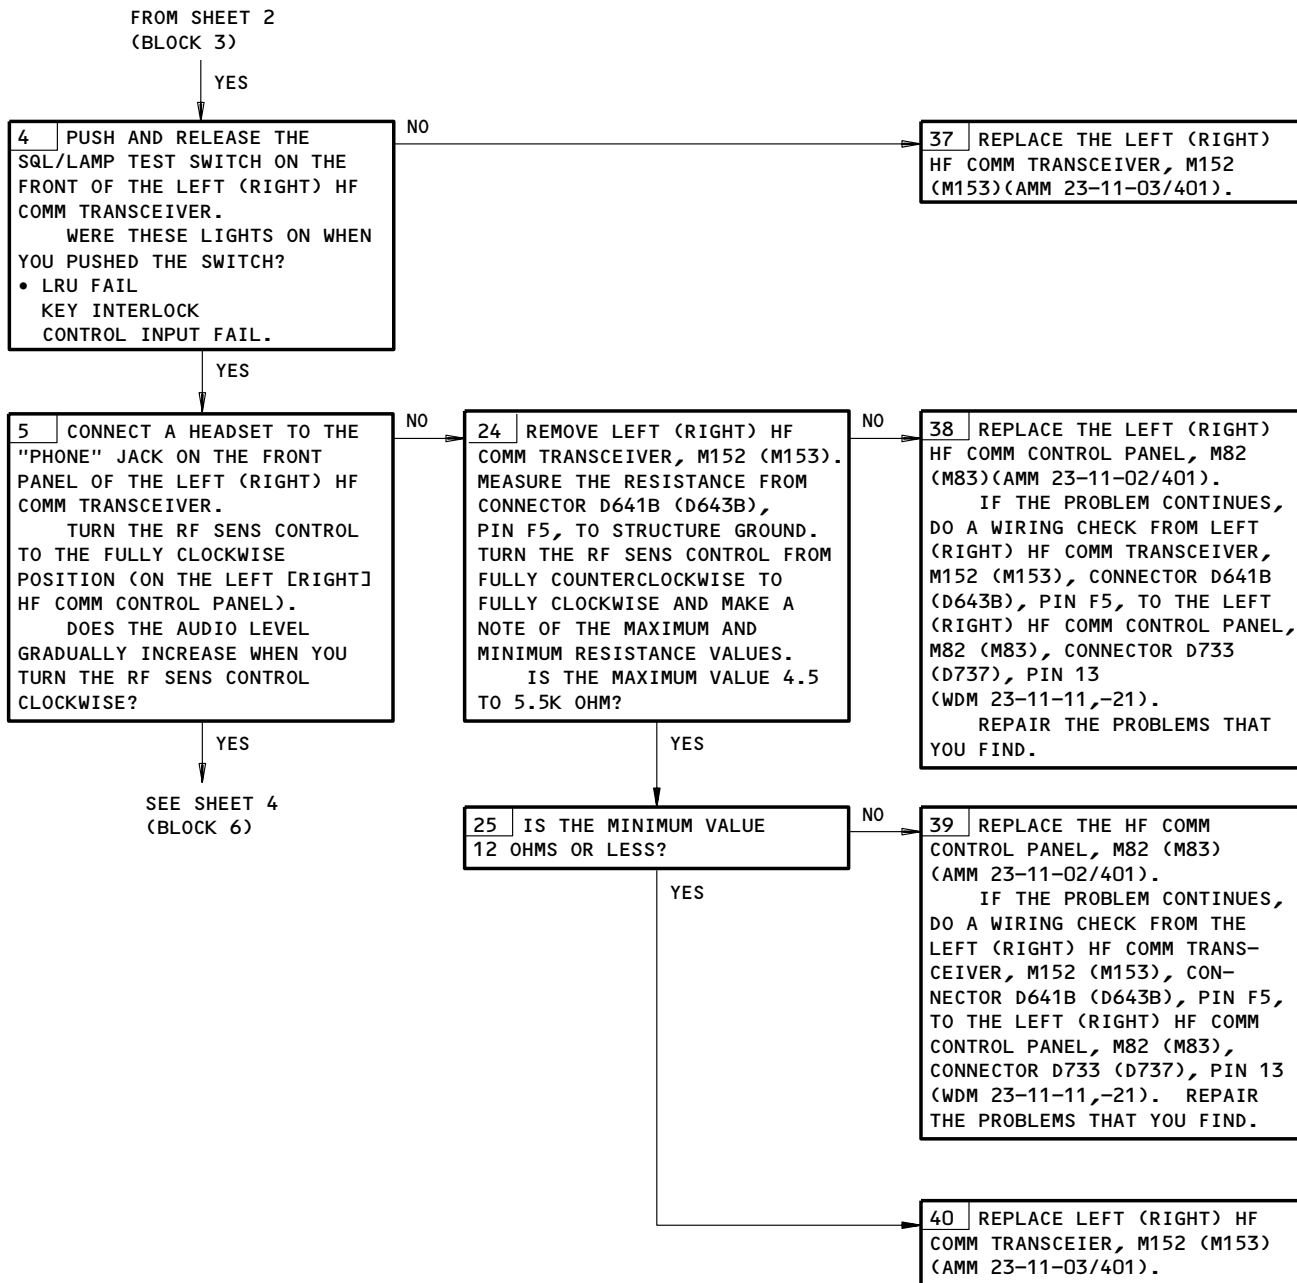 FROM SHEET 2
(BLOCK 3)
YES
4 PUSH AND RELEASE THE
SQL/LAMP TEST SWITCH ON THE
FRONT OF THE LEFT (RIGHT) HF
COMM TRANSCEIVER.
WERE THESE LIGHTS ON WHEN
YOU PUSHED THE SWITCH?
• LRU FAIL
KEY INTERLOCK
CONTROL INPUT FAIL.
NO
37 REPLACE THE LEFT (RIGHT)
HF COMM TRANSCEIVER, M152
(M153)(AMM 23-11-03/401).
YES
5 CONNECT A HEADSET TO THE
"PHONE" JACK ON THE FRONT
PANEL OF THE LEFT (RIGHT) HF
COMM TRANSCEIVER.
TURN THE RF SENS CONTROL
TO THE FULLY CLOCKWISE
POSITION (ON THE LEFT [RIGHT]
HF COMM CONTROL PANEL).
DOES THE AUDIO LEVEL
GRADUALLY INCREASE WHEN YOU
TURN THE RF SENS CONTROL
CLOCKWISE?
NO
24 REMOVE LEFT (RIGHT) HF
COMM TRANSCEIVER, M152 (M153).
MEASURE THE RESISTANCE FROM
CONNECTOR D641B (D643B),
PIN F5, TO STRUCTURE GROUND.
TURN THE RF SENS CONTROL FROM
FULLY COUNTERCLOCKWISE TO
FULLY CLOCKWISE AND MAKE A
NOTE OF THE MAXIMUM AND
MINIMUM RESISTANCE VALUES.
IS THE MAXIMUM VALUE 4.5
TO 5.5K OHM?
NO
38 REPLACE THE LEFT (RIGHT)
HF COMM CONTROL PANEL, M82
(M83)(AMM 23-11-02/401).
IF THE PROBLEM CONTINUES,
DO A WIRING CHECK FROM LEFT
(RIGHT) HF COMM TRANSCEIVER,
M152 (M153), CONNECTOR D641B
(D643B), PIN F5, TO THE LEFT
(RIGHT) HF COMM CONTROL PANEL,
M82 (M83), CONNECTOR D733
(D737), PIN 13
(WDM 23-11-11,-21).
REPAIR THE PROBLEMS THAT
YOU FIND.
YES
SEE SHEET 4
(BLOCK 6)
YES
25 IS THE MINIMUM VALUE
12 OHMS OR LESS?
NO
39 REPLACE THE HF COMM
CONTROL PANEL, M82 (M83)
(AMM 23-11-02/401).
IF THE PROBLEM CONTINUES,
DO A WIRING CHECK FROM THE
LEFT (RIGHT) HF COMM TRANS-
CEIVER, M152 (M153), CON-
NECTOR D641B (D643B), PIN F5,
TO THE LEFT (RIGHT) HF COMM
CONTROL PANEL, M82 (M83),
CONNECTOR D733 (D737), PIN 13
(WDM 23-11-11,-21). REPAIR
THE PROBLEMS THAT YOU FIND.
YES
40 REPLACE LEFT (RIGHT) HF
COMM TRANSCEIER, M152 (M153)
(AMM 23-11-03/401).